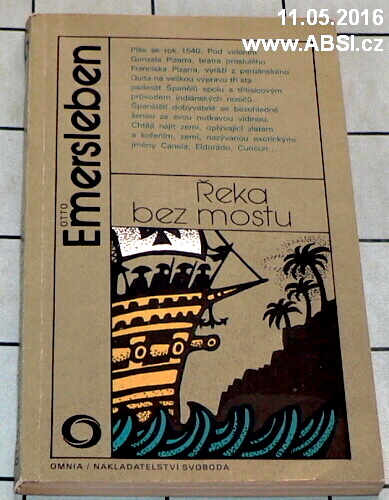 11.05.2016
www.ABSI.cz
Píše se rok 1540. Pod velením
Gonzala Pizarra, bratra proslulého
Franciska Pizarra, vyráží z peruánského
Quita na velikou výpravu tři sta
padesát Španělů spolu s třítisícovým
průvodem indiánských nosičů.
Španělští dobyvatelé se bezohledně
ženou za svou nutkavou vidinou.
Chtějí najít zemi, oplývající zlatem
a kořením, zemi, nazývanou exotickými
jmény Canela, Eldorádo, Curicuri...
OTTO
Emersleben
Řeka
bez mostu
OMNIA / NAKLADATELSTVÍ SVOBODA